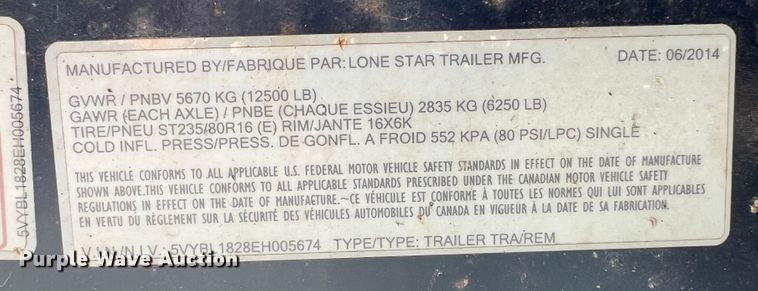 MANUFACTURED BY/FABRIQUE PAR: LONE STAR TRAILER MFG. DATE: 06/2014
GVWR / PNBV 5670 KG (12500 LB)
GAWR (EACH AXLE) / PNBE (CHAQUE ESSIEU) 2835 KG (6250 LB)
TIRE/PNEU ST235/80R16 (E) RIM/JANTE 16X6K
COLD INFL. PRESS/PRESS. DE GONFL. A FROID 552 KPA (80 PSI/LPC) SINGLE
THIS VEHICLE CONFORMS TO ALL APPLICABLE U.S. FEDERAL MOTOR VEHICLE SAFETY STANDARDS IN EFFECT ON THE DATE OF MANUFACTURE
SHOWN ABOVE.THIS VEHICLE CONFORMS TO ALL APPLICABLE STANDARDS PRESCRIBED UNDER THE CANADIAN MOTOR VEHICLE SAFETY
REGULATIONS IN EFFECT ON THE DATE OF MANUFACTURE.~CE VÉHICULE EST CONFORME À TOUTES LES NORMES QUI LUI SONT APPLICABLES
EN VERTU DU RÈGLEMENT SUR LA SÉCURITÉ DES VÉHICULES AUTOMOBILES DU CANADA EN VIGUEUR À LA DATE DE SA FABRICATION.
V.I.N/N.I.V.: 5VYBL1828EH005674 TYPE/TYPE: TRAILER TRA/REM
5VYBL1828EH005674
Purple Wave Auction